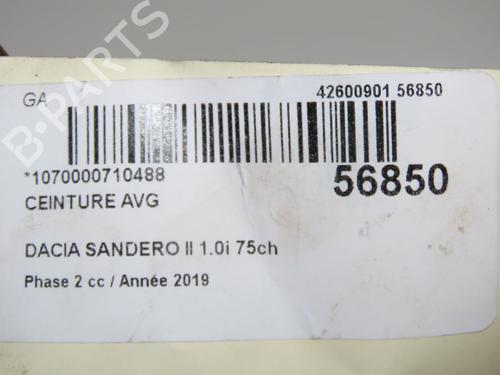 GA
42600901 56850
*1070000710488
56850
CEINTURE AVG
DACIA SANDERO II 1.0i 75ch
Phase 2 cc / Année 2019
B-PARTS